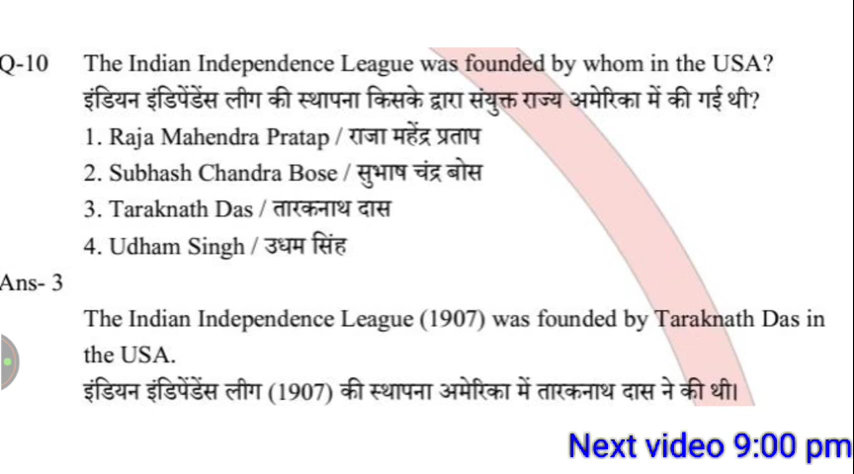 Q-10 The Indian Independence League was founded by whom in the USA?
इंडियन इंडिपेंडेंस लीग की स्थापना किसके द्वारा संयुक्त राज्य अमेरिका में की गई थी?
1. Raja Mahendra Pratap / राजा महेंद्र प्रताप
2. Subhash Chandra Bose / सुभाष चंद्र बोस
3. Taraknath Das / तारकनाथ दास
4. Udham Singh / उधम सिंह
Ans- 3
The Indian Independence League (1907) was founded by Taraknath Das in
the USA.
इंडियन इंडिपेंडेंस लीग (1907) की स्थापना अमेरिका में तारकनाथ दास ने की थी।
Next video 9:00 pm